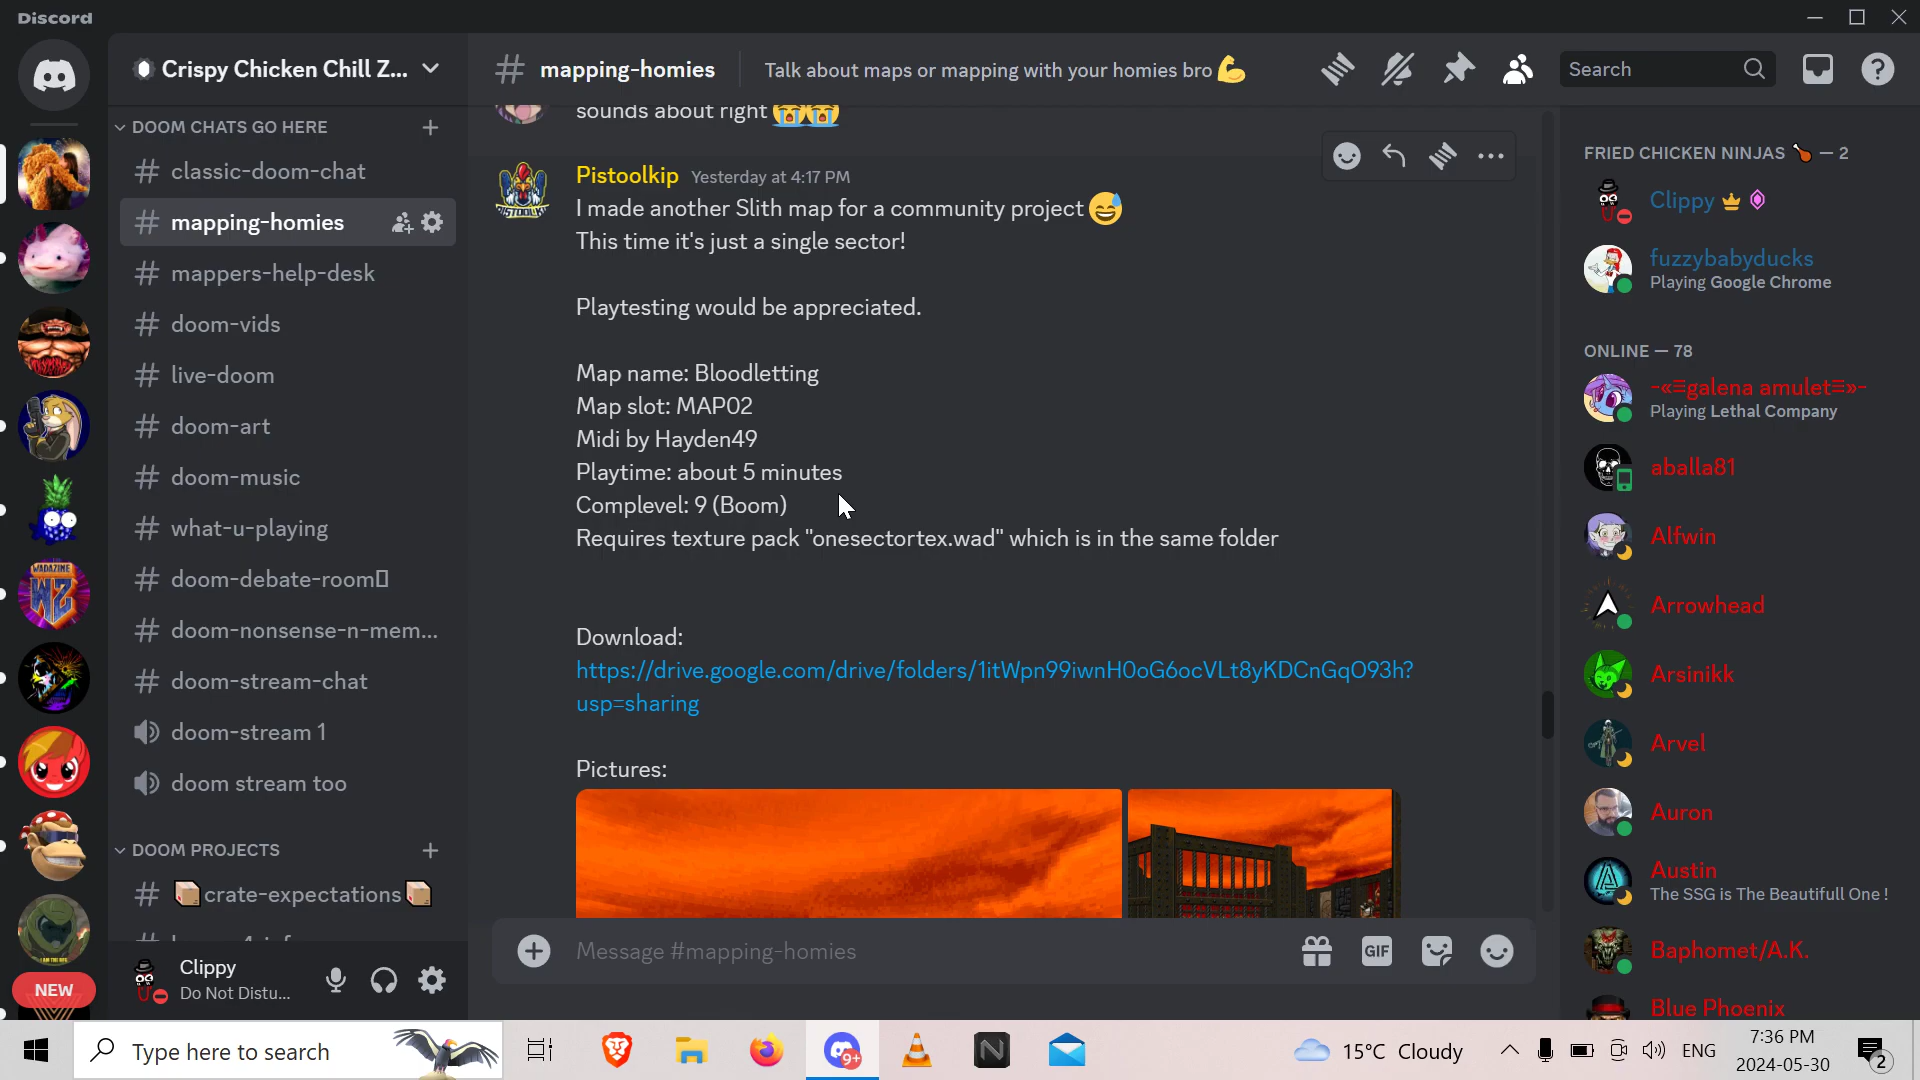 Discord
Crispy Chicken Chill Z...
mapping-homies
Talk about maps or mapping with your homies bro💪
Search
DOOM CHATS GO HERE
classic-doom-chat
mapping-homies
mappers-help-desk
doom-vids
live-doom
doom-art
doom-music
what-u-playing
doom-debate-room
doom-nonsense-n-mem...
doom-stream-chat
doom-stream 1
doom stream too
DOOM PROJECTS
📦crate-expectations📦
WADAZINE
WZ
NEW
Clippy
Do Not Distu...
sounds about right 😭😭
Pistoolkip Yesterday at 4:17 PM
I made another Slith map for a community project 😅
This time it's just a single sector!
Playtesting would be appreciated.
Map name: Bloodletting
Map slot: MAP02
Midi by Hayden49
Playtime: about 5 minutes
Complevel: 9 (Boom)
Requires texture pack "onesectortex.wad" which is in the same folder
Download:
https://drive.google.com/drive/folders/1itWpn99iwnH0oG6ocVLt8yKDCnGqO93h?
usp=sharing
Pictures:
Message #mapping-homies
GIF
FRIED CHICKEN NINJAS 🍗 — 2
Clippy
fuzzybabyducks
Playing Google Chrome
ONLINE — 78
-«≡galena amulet≡»-
Playing Lethal Company
aballa81
Alfwin
Arrowhead
Arsinikk
Arvel
Auron
Austin
The SSG is The Beautifull One !
Baphomet/A.K.
Blue Phoenix
Type here to search
9+
15°C Cloudy
ENG
7:36 PM
2024-05-30
2